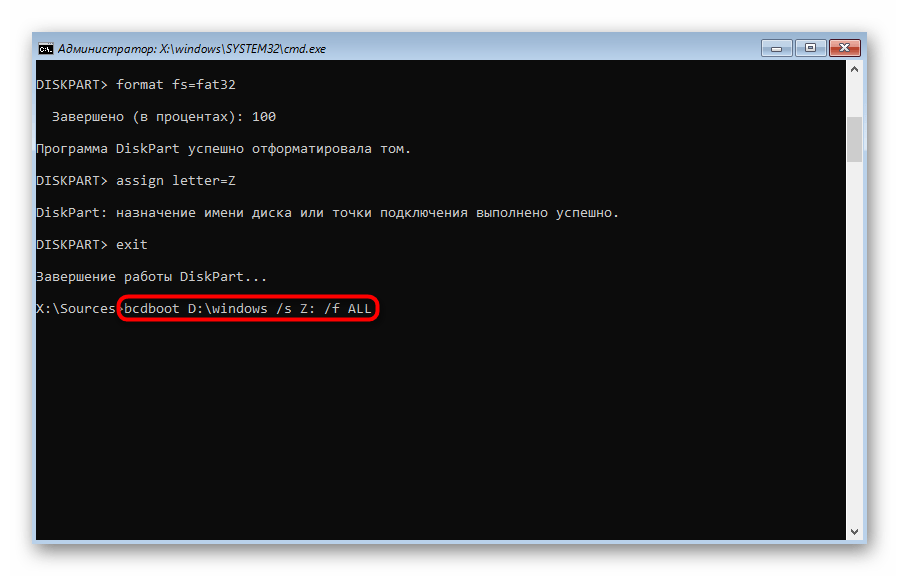 Администратор: X:\windows\SYSTEM32\cmd.exe
DISKPART> format fs=fat32
Завершено (в процентах): 100
Программа DiskPart успешно отформатировала том.
DISKPART> assign letter=Z
DiskPart: назначение имени диска или точки подключения выполнено успешно.
DISKPART> exit
Завершение работы DiskPart...
X:\Sources>bcdboot D:\windows /s Z: /f ALL